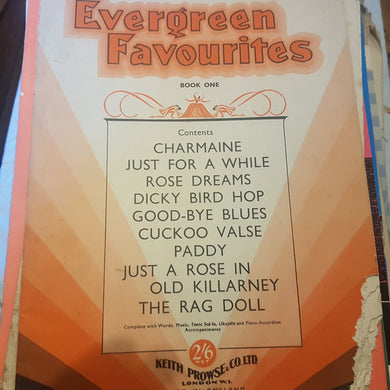 Evergreen
Favourites
BOOK ONE
Contents
CHARMAINE
JUST FOR A WHILE
ROSE DREAMS
DICKY BIRD HOP
GOOD-BYE BLUES
CUCKOO VALSE
PADDY
JUST A ROSE IN
OLD KILLARNEY
THE RAG DOLL
Complete with Words, Music, Tonic Sol-fa, Ukulele and Piano-Accordion
Accompaniments
2/6
NET
KEITH PROWSE & CO. LTD.
LONDON W.1.
ENGLAND